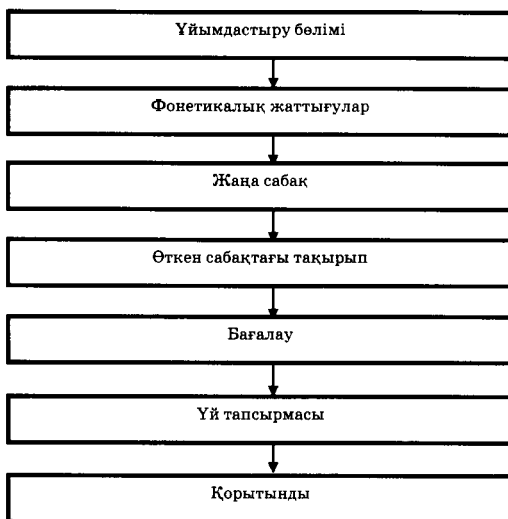 Ұйымдастыру бөлімі
Фонетикалық жаттығулар
Жаңа сабақ
Өткен сабақтағы тақырып
Бағалау
Үй тапсырмасы
Қорытынды